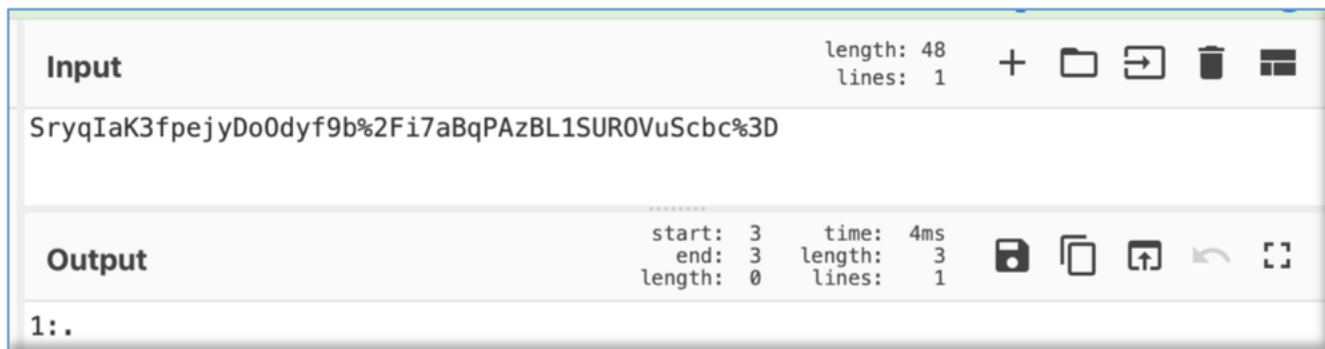 Input
length: 48
lines: 1
SryqIaK3fpejyDoOdyf9b%2Fi7aBqPAzBL1SUROVuScbc%3D
Output
start: 3
end: 3
length: 0
time: 4ms
length: 3
lines: 1
1:.